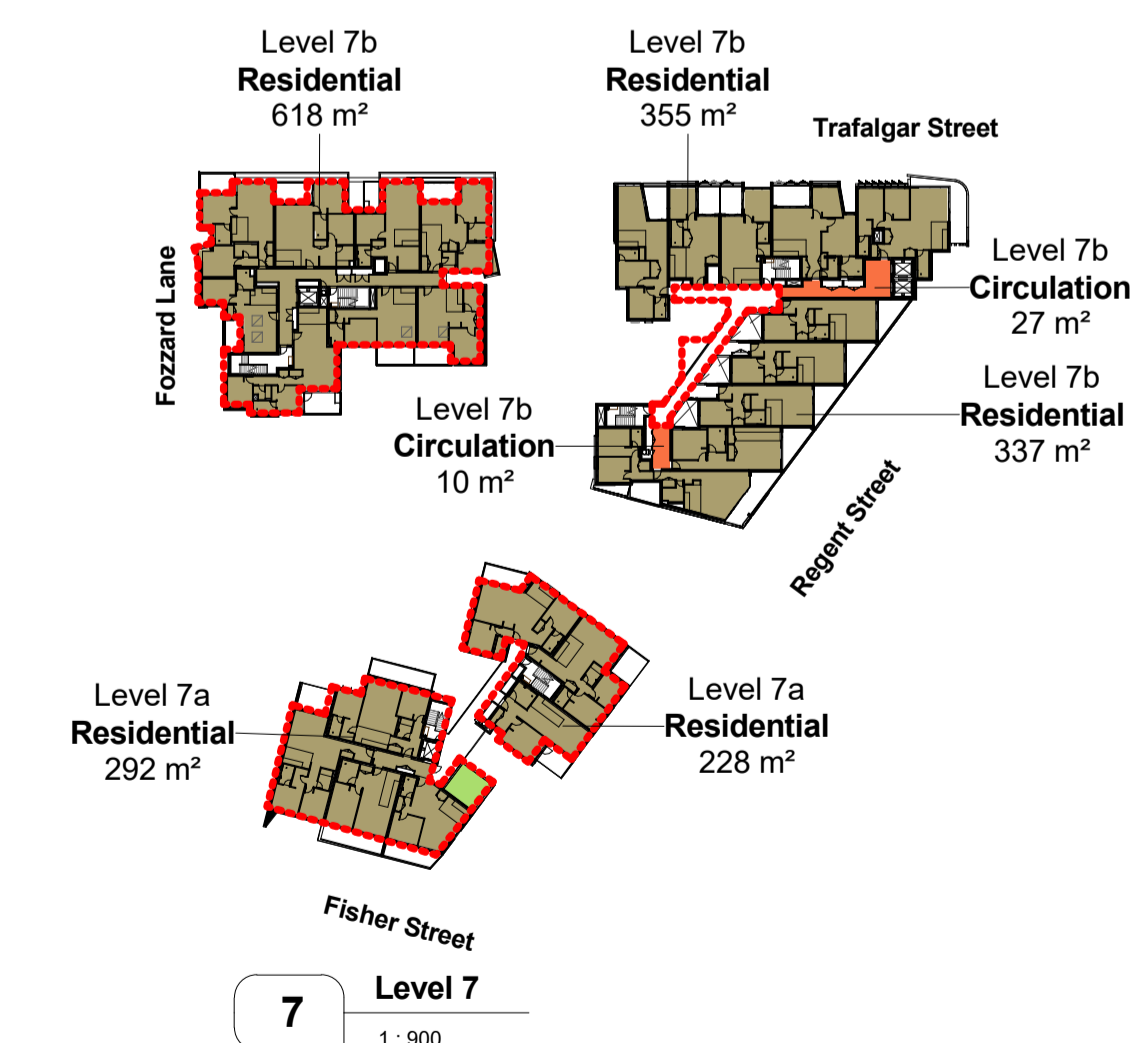 Level 7b
Residential
618 m²
Level 7b
Residential
355 m²
Trafalgar Street
Fozzard Lane
Level 7b
Circulation
27 m²
Level 7b
Residential
337 m²
Level 7b
Circulation
10 m²
Regent Street
Level 7a
Residential
292 m²
Level 7a
Residential
228 m²
Fisher Street
7
Level 7
1 : 900